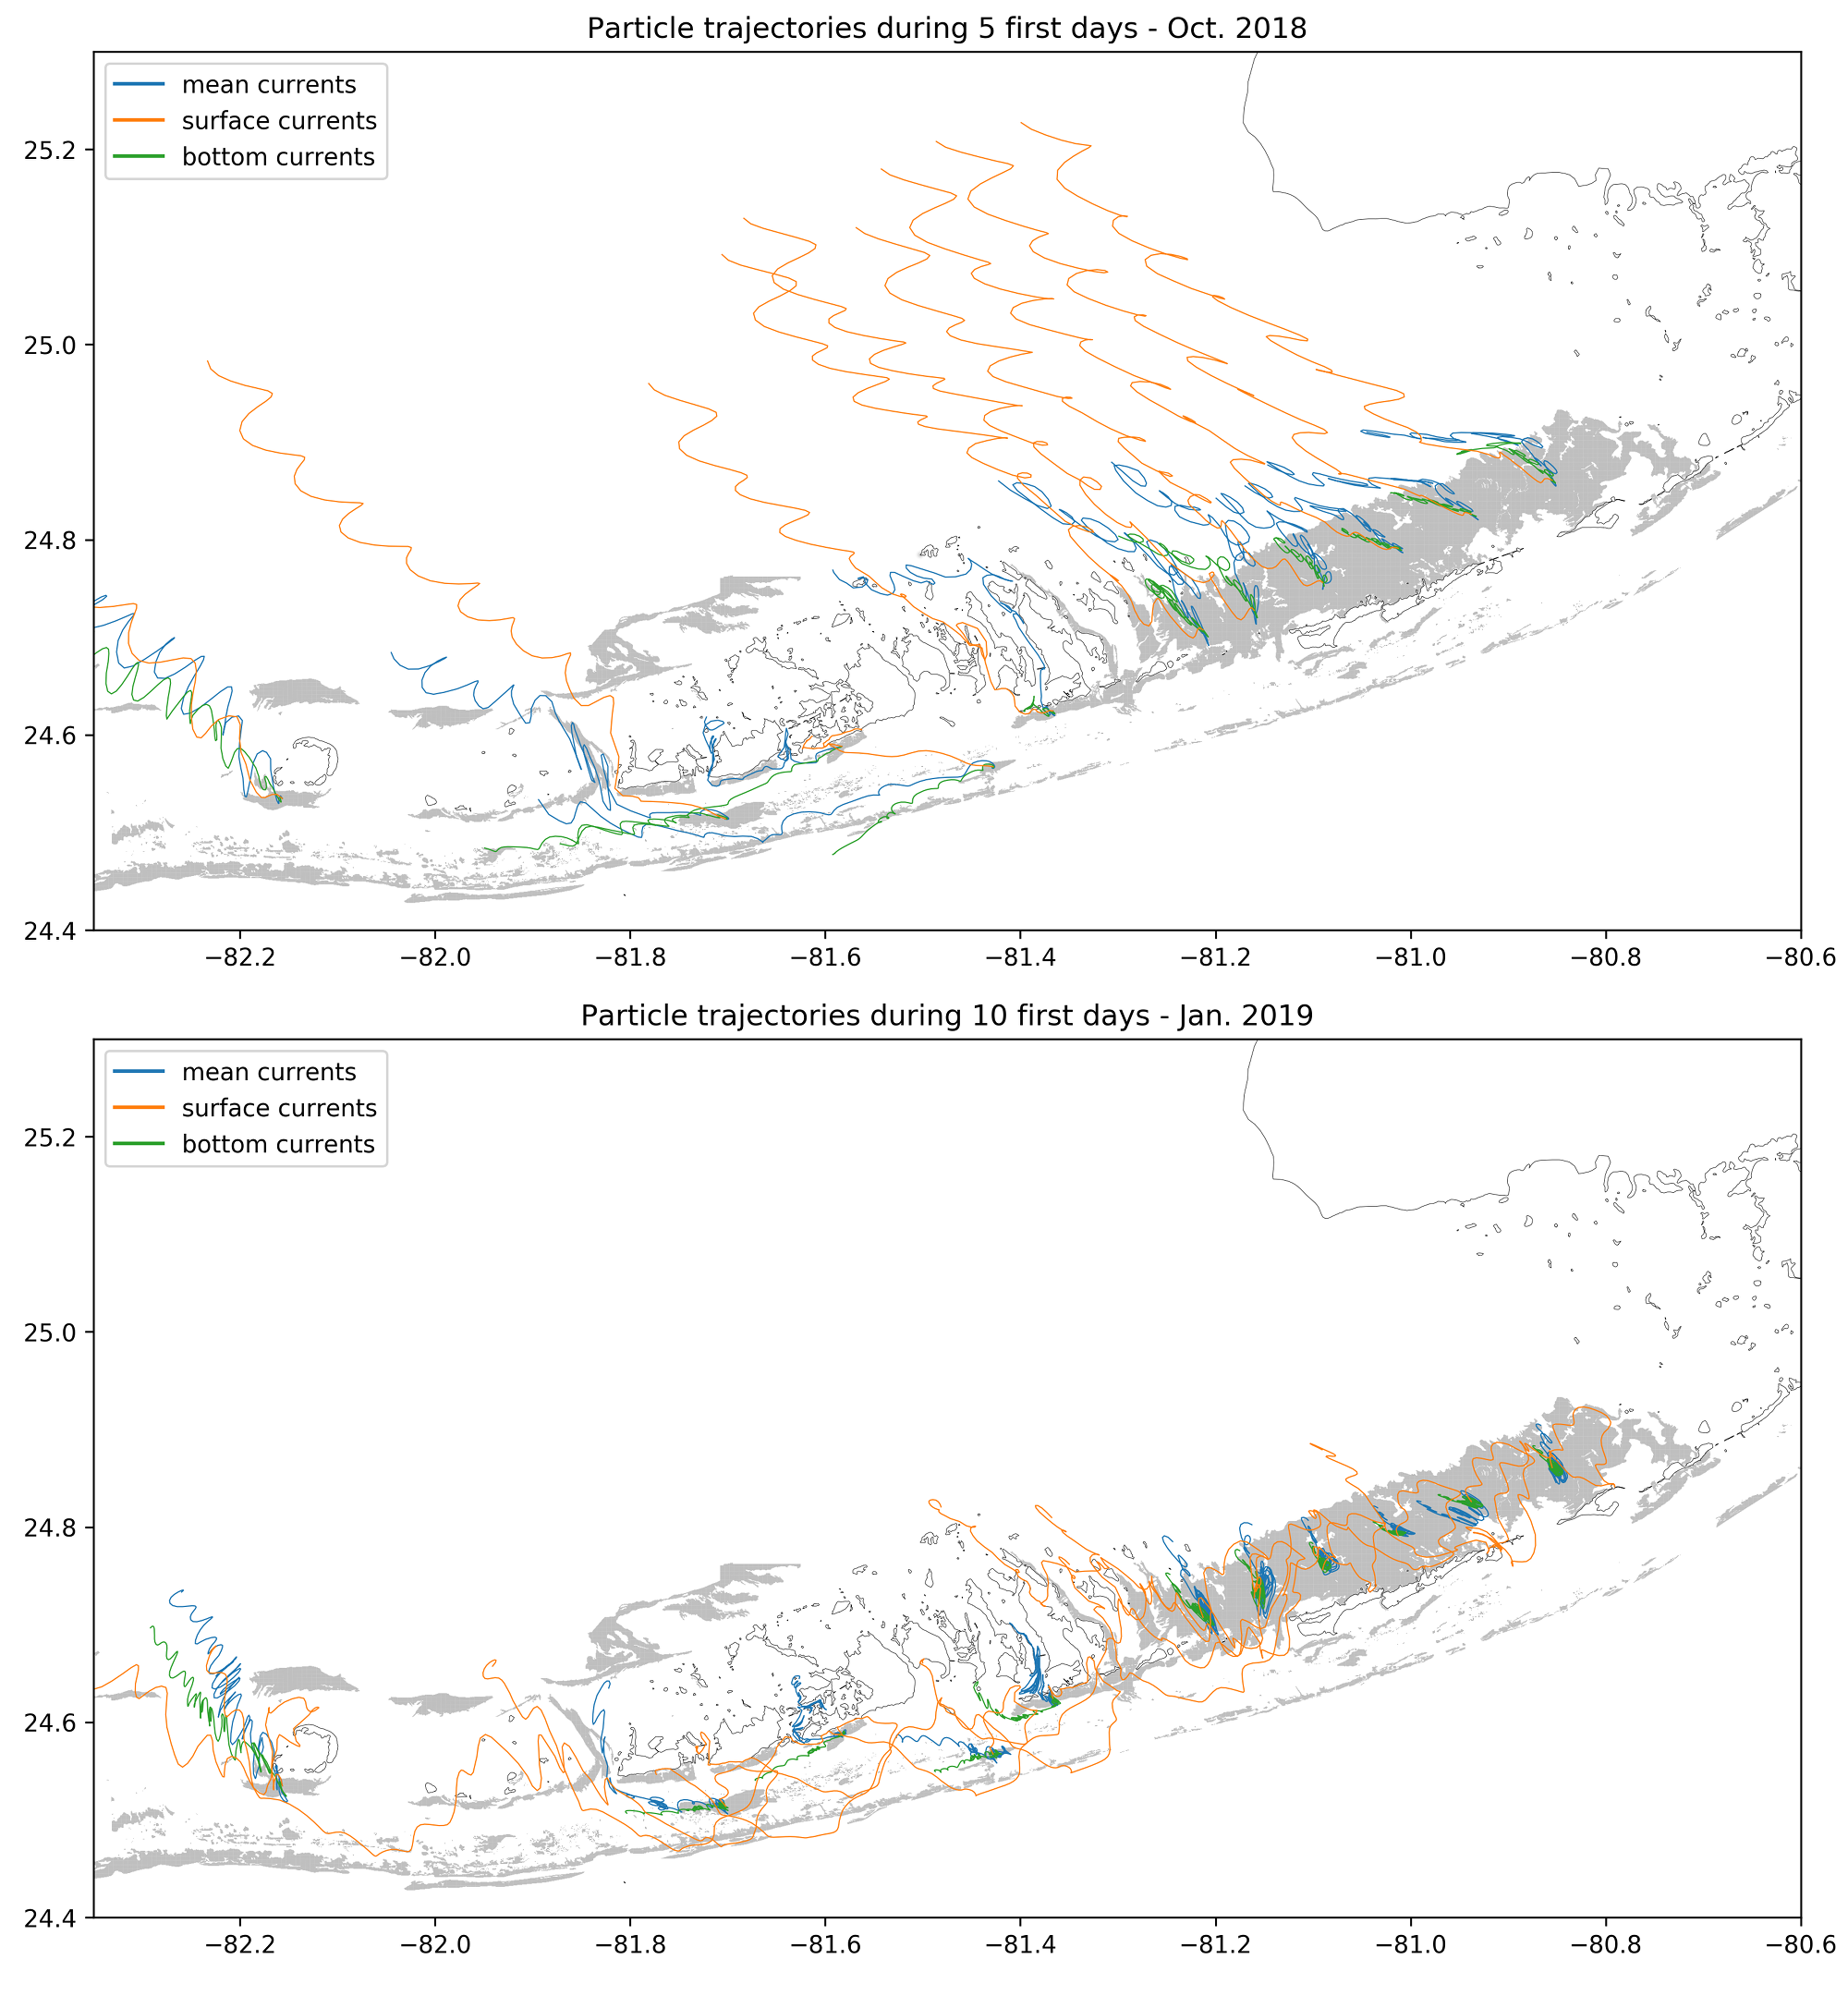 Particle trajectories during 5 first days - Oct. 2018
mean currents
surface currents
bottom currents
25.2
25.0
24.8
24.6
24.4
−82.2 −82.0 −81.8 −81.6 −81.4 −81.2 −81.0 −80.8 −80.6
Particle trajectories during 10 first days - Jan. 2019
mean currents
surface currents
bottom currents
25.2
25.0
24.8
24.6
24.4
−82.2 −82.0 −81.8 −81.6 −81.4 −81.2 −81.0 −80.8 −80.6